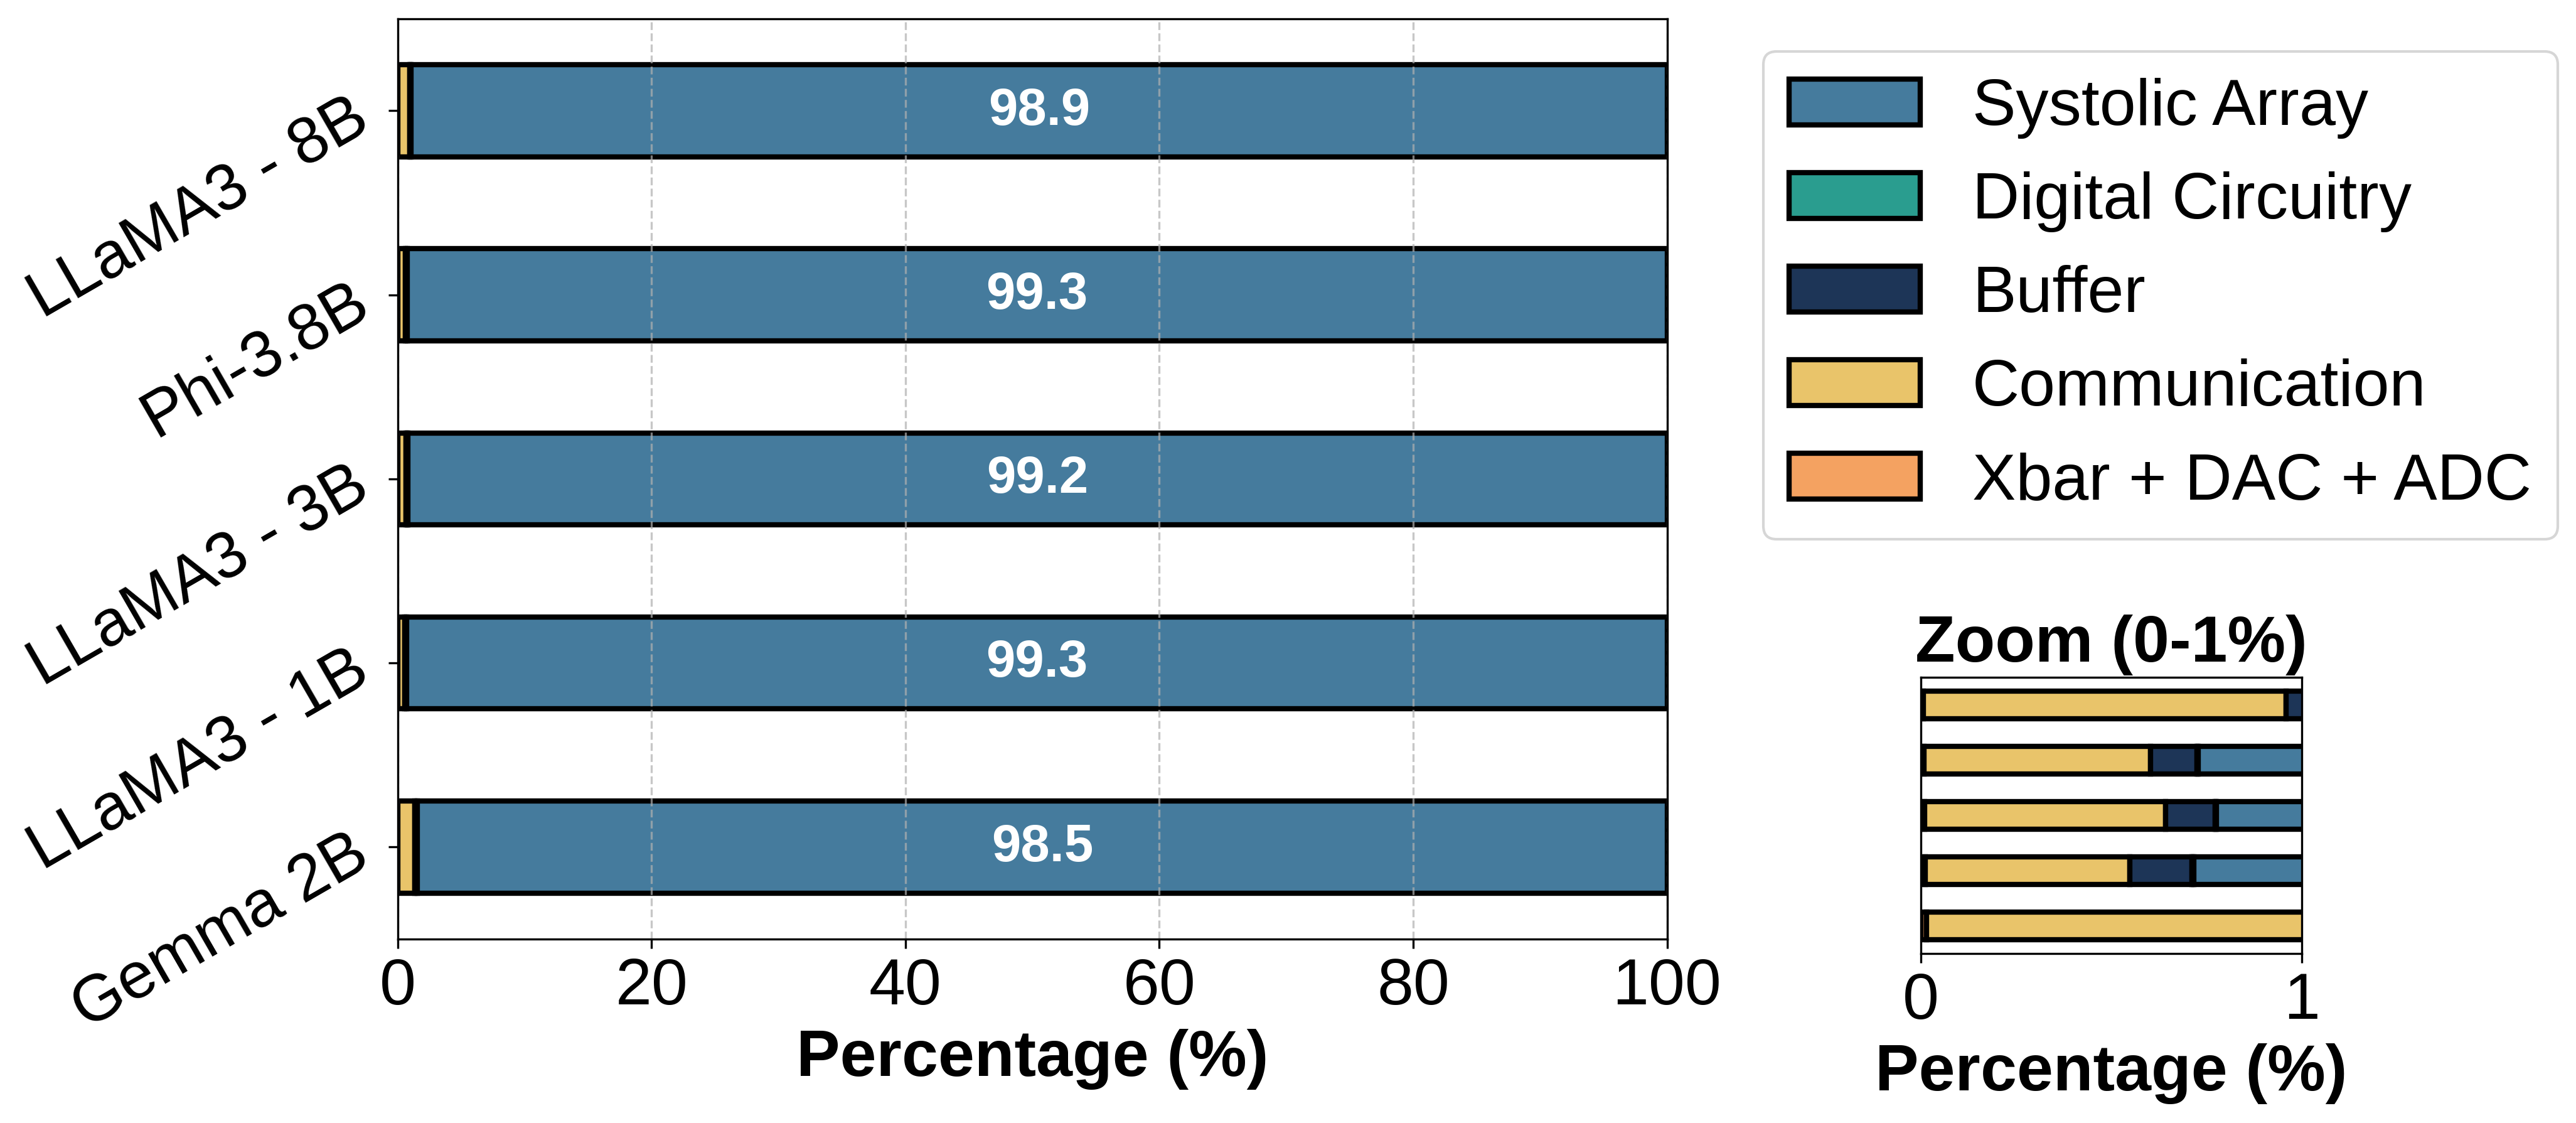 LLaMA3 - 8B
98.9
Phi-3.8B
99.3
LLaMA3 - 3B
99.2
LLaMA3 - 1B
99.3
Gemma 2B
98.5
0 20 40 60 80 100
Percentage (%)
Systolic Array
Digital Circuitry
Buffer
Communication
Xbar + DAC + ADC
Zoom (0-1%)
0 1
Percentage (%)